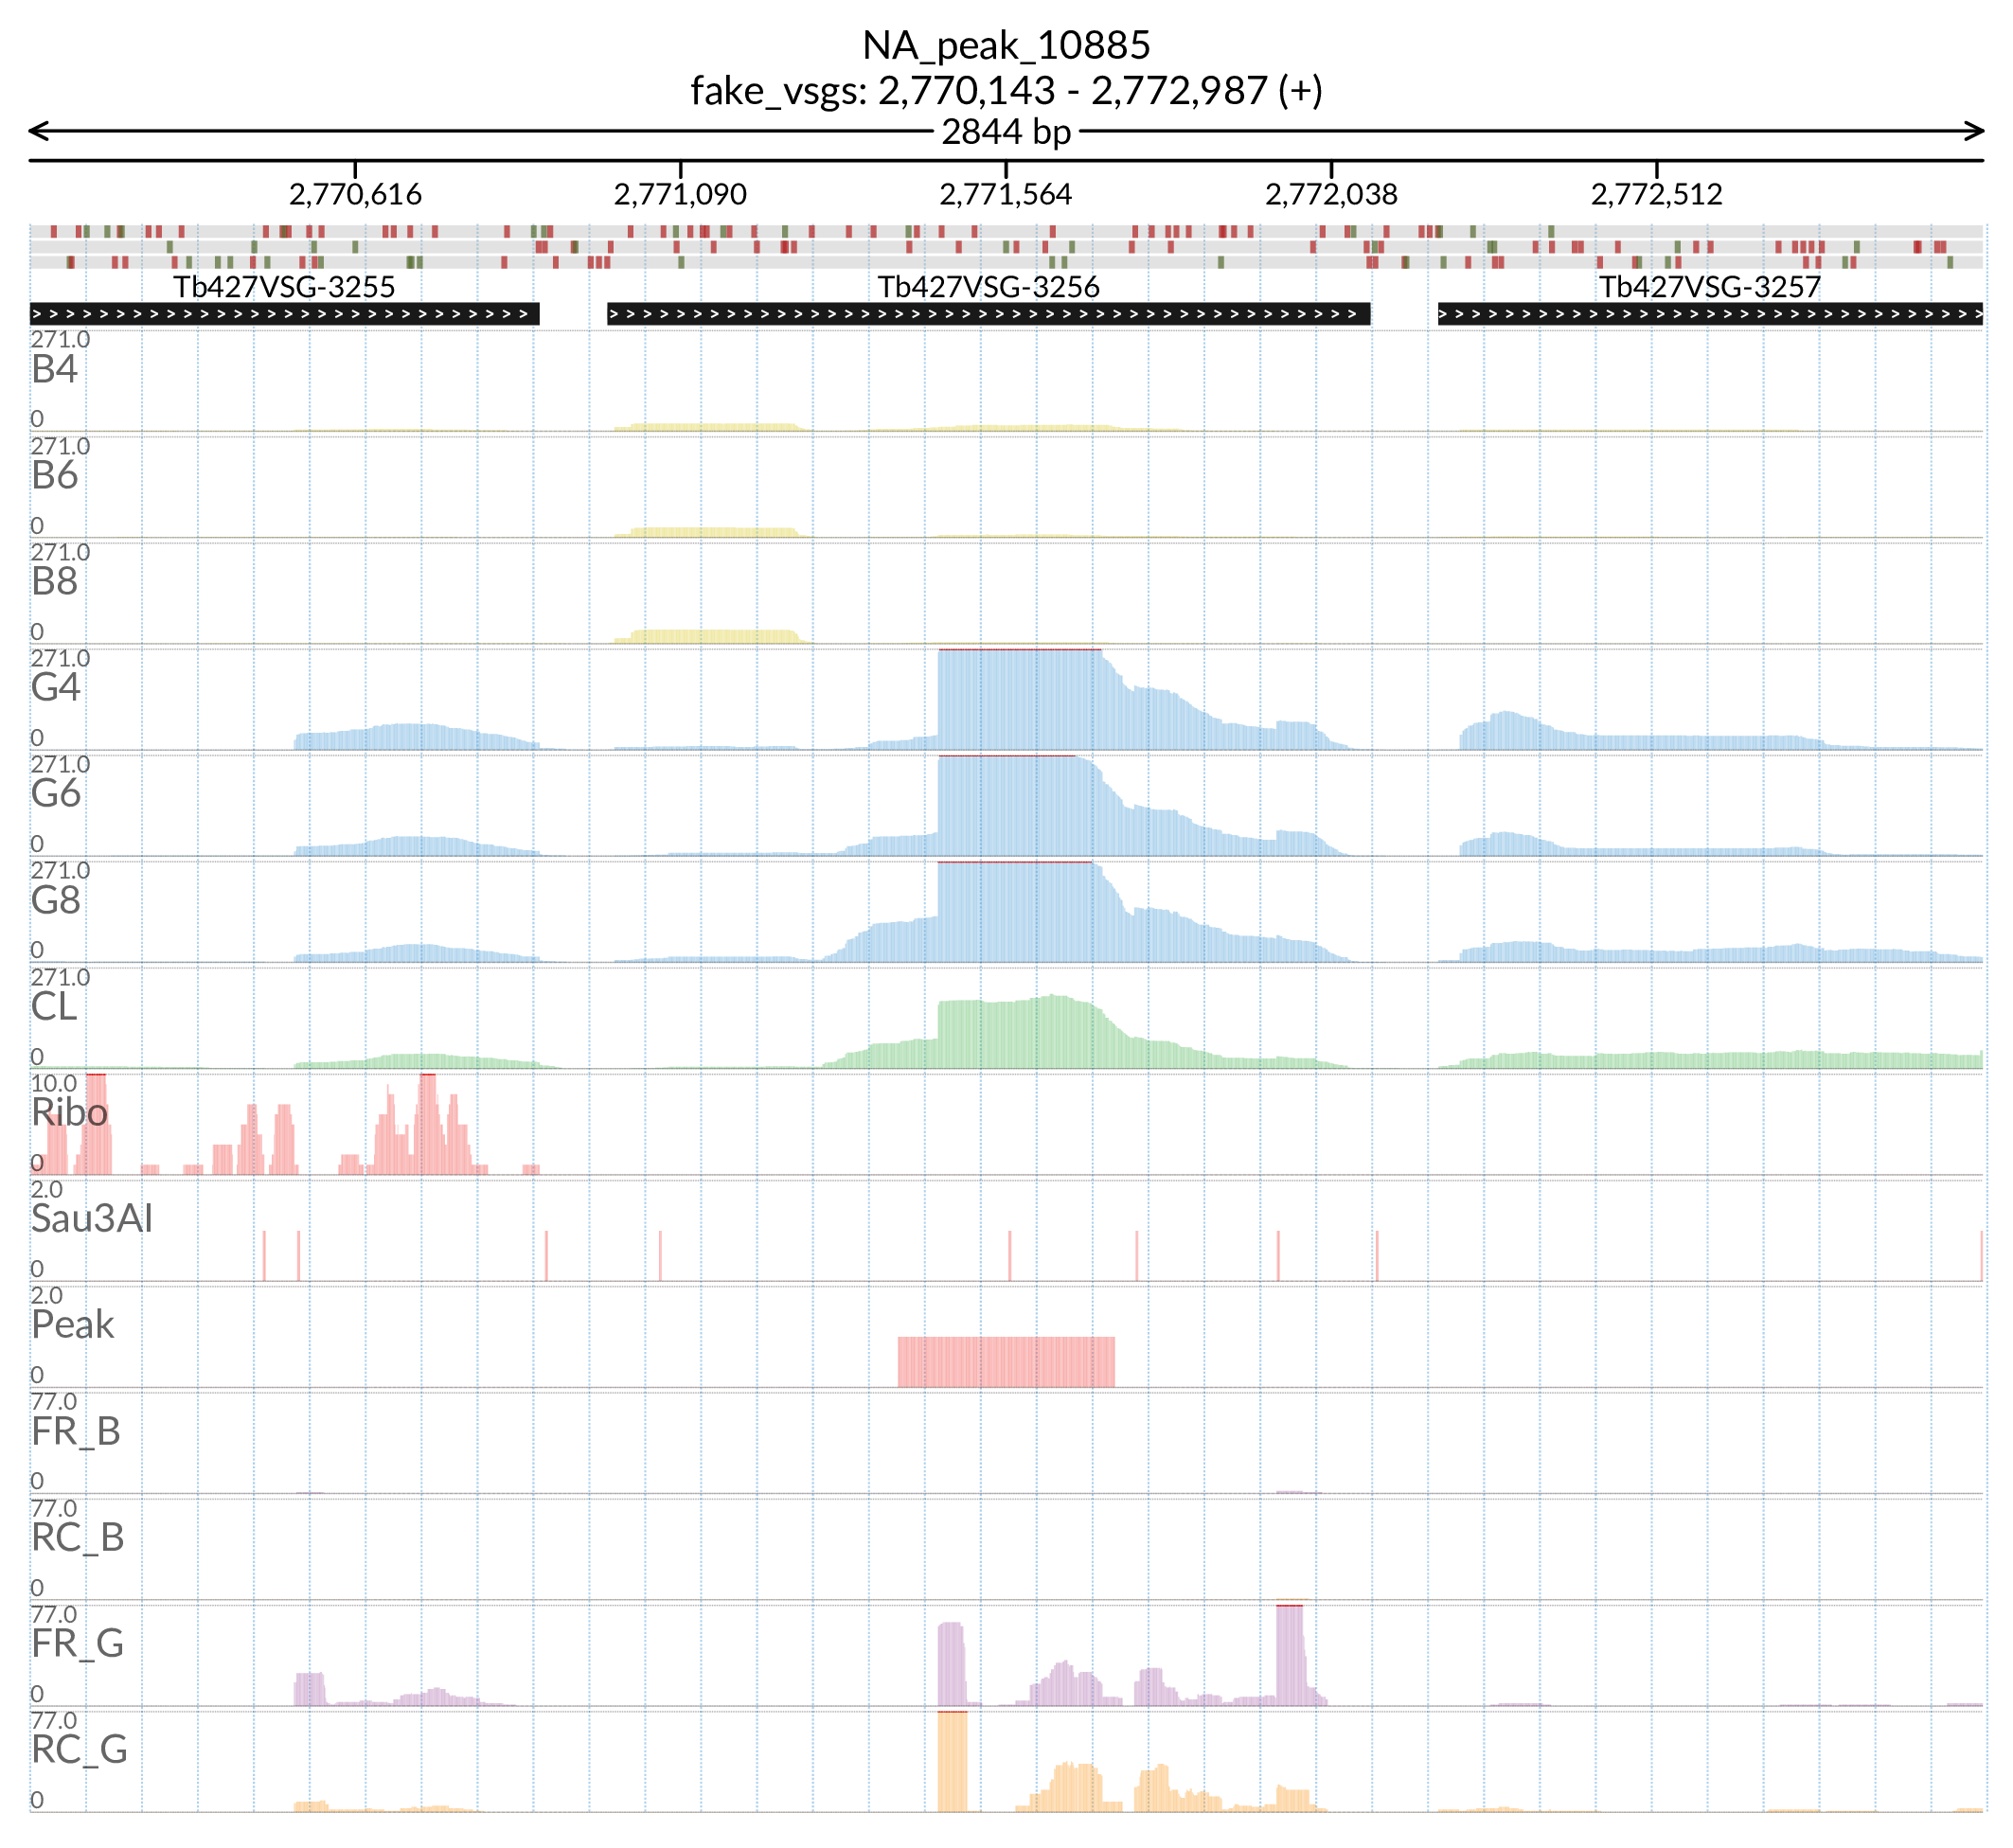 NA_peak_10885
fake_vsgs: 2,770,143 - 2,772,987 (+)
2844 bp
2,770,616 2,771,090 2,771,564 2,772,038 2,772,512
Tb427VSG-3255 Tb427VSG-3256 Tb427VSG-3257
271.0
B4
0
271.0
B6
0
271.0
B8
0
271.0
G4
0
271.0
G6
0
271.0
G8
0
271.0
CL
0
10.0
Ribo
0
2.0
Sau3AI
0
2.0
Peak
0
77.0
FR_B
0
77.0
RC_B
0
77.0
FR_G
0
77.0
RC_G
0